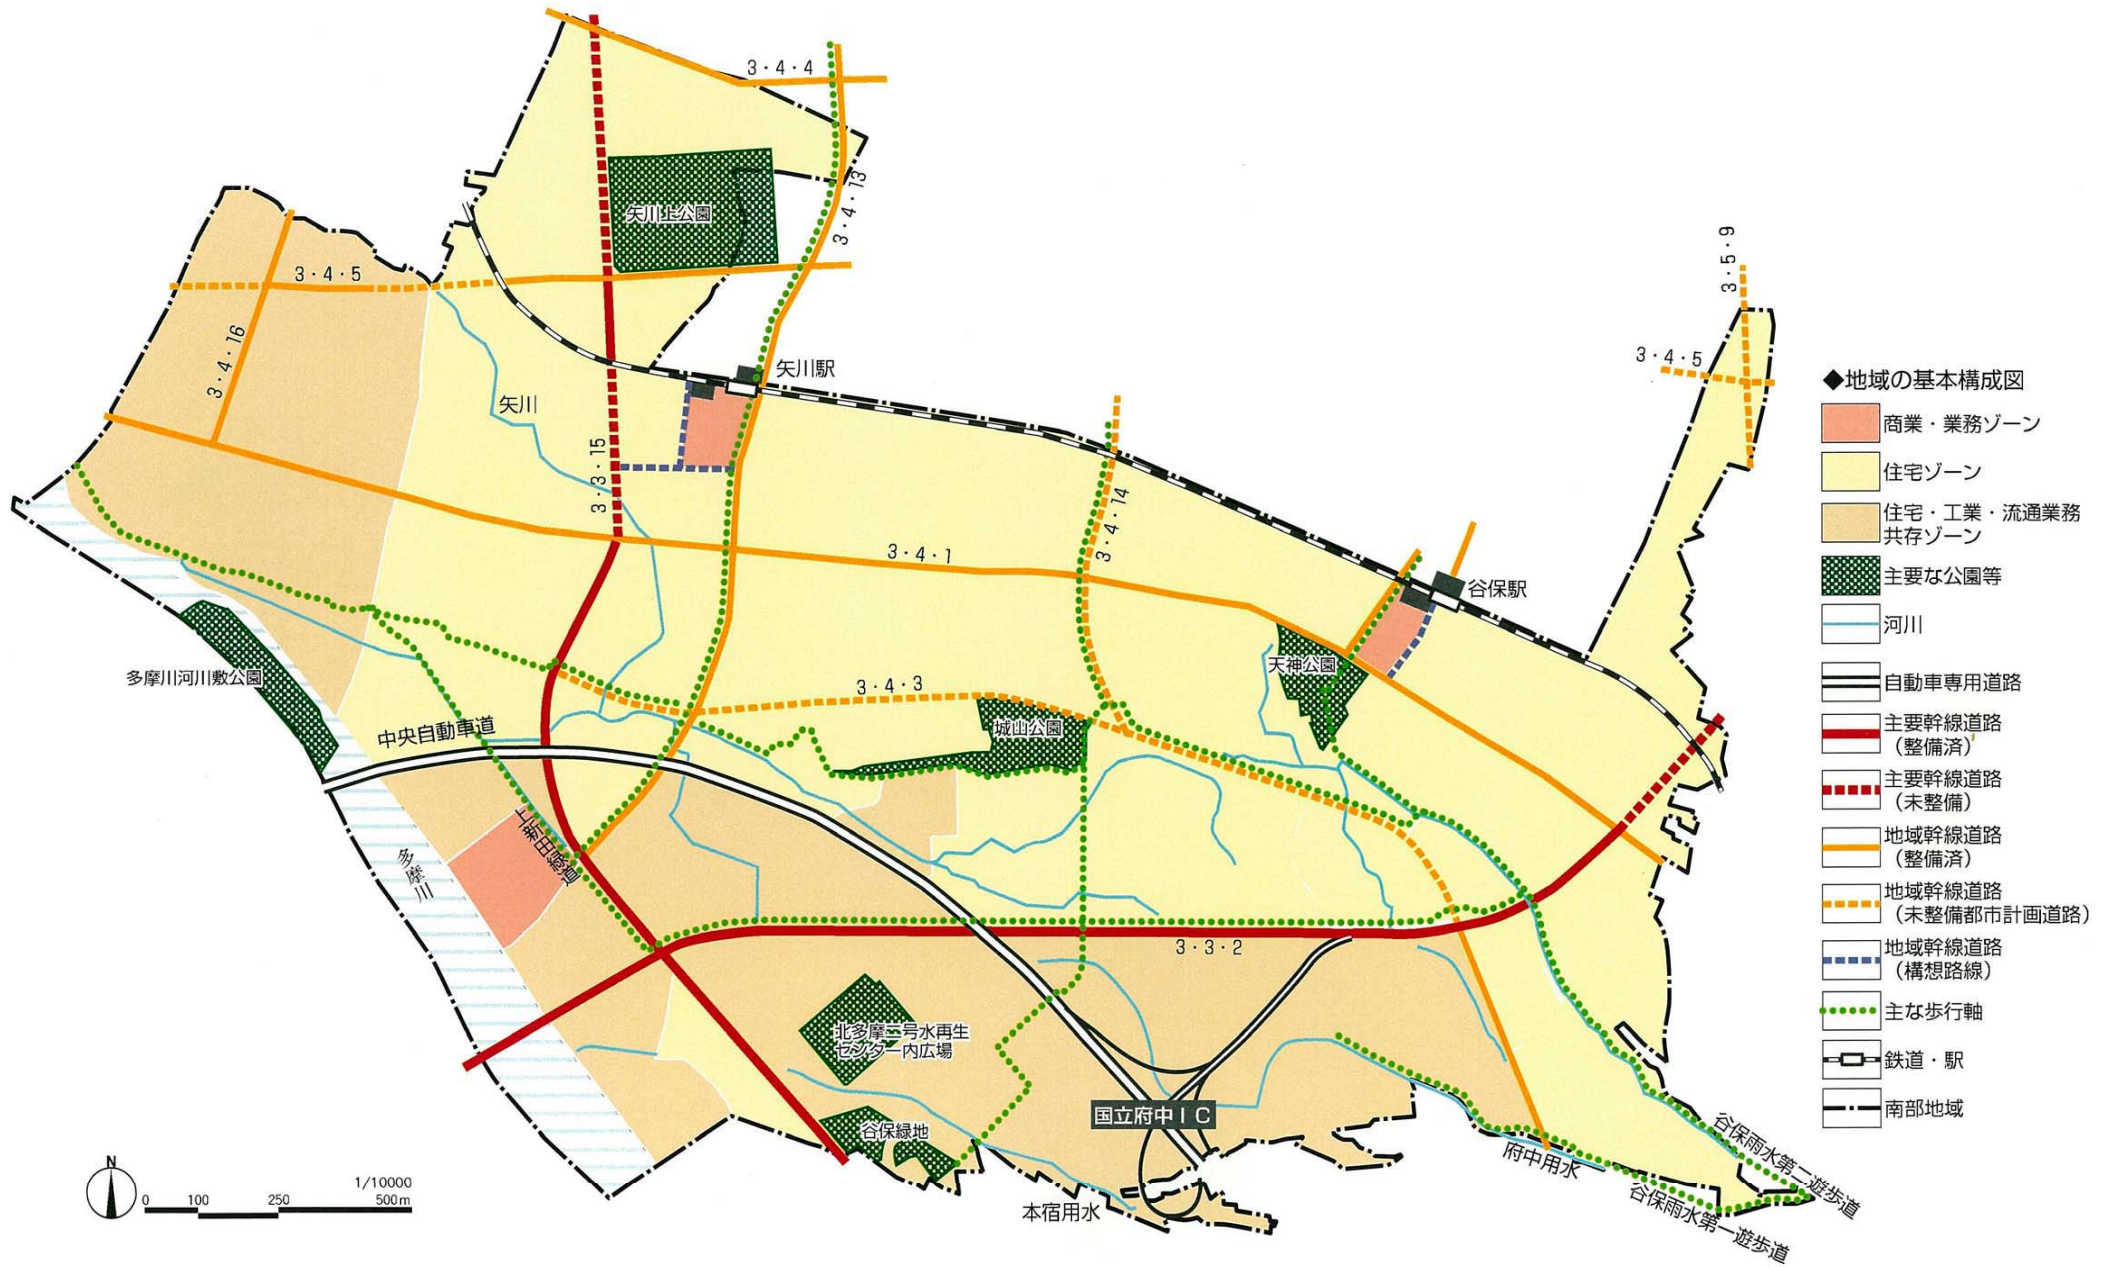 3・4・4
3・4・13
矢川上公園
3・4・5
3・4・16
矢川
3・3・15
矢川駅
3・5・9
3・4・5
3・4・14
3・4・1
谷保駅
天神公園
3・4・3
城山公園
多摩川河川敷公園
中央自動車道
上新田緑道
多摩川
3・3・2
北多摩二号水再生
センター内広場
谷保緑地
国立府中IC
本宿用水
府中用水
谷保雨水第二遊歩道
谷保雨水第一遊歩道
N
1/10000
0 100 250 500m
◆地域の基本構成図
商業・業務ゾーン
住宅ゾーン
住宅・工業・流通業務
共存ゾーン
主要な公園等
河川
自動車専用道路
主要幹線道路
（整備済）
主要幹線道路
（未整備）
地域幹線道路
（整備済）
地域幹線道路
（未整備都市計画道路）
地域幹線道路
（構想路線）
主な歩行軸
鉄道・駅
南部地域